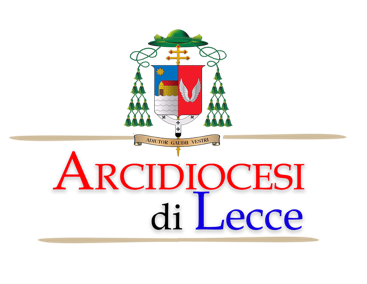 ADIUTOR GAUDII VESTRI
ARCIDIOCESI
di Lecce